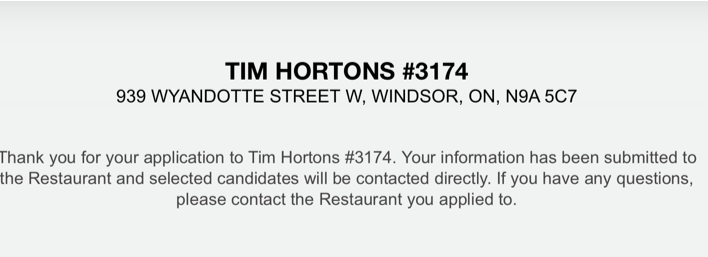 TIM HORTONS #3174
939 WYANDOTTE STREET W, WINDSOR, ON, N9A 5C7
Thank you for your application to Tim Hortons #3174. Your information has been submitted to
the Restaurant and selected candidates will be contacted directly. If you have any questions,
please contact the Restaurant you applied to.